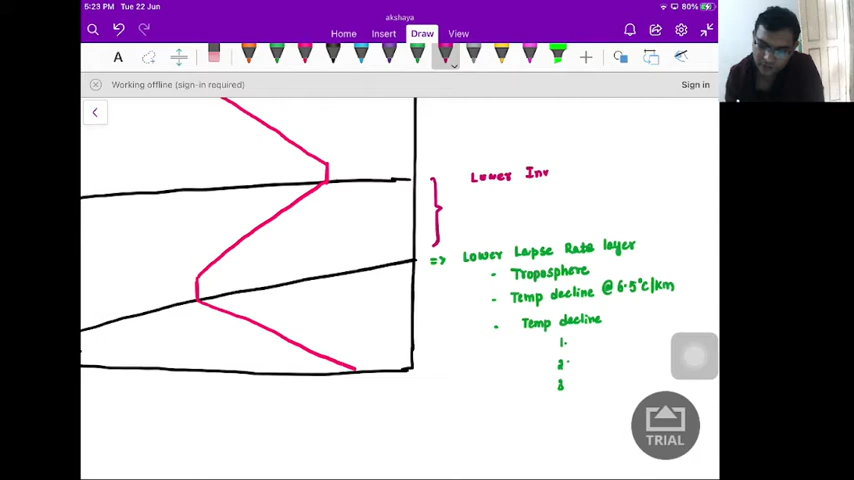 5:23 PM Tue 22 Jun
80%
akshaya
Home Insert Draw View
A
Working offline (sign-in required)
Sign in
Lower Inv
=> Lower Lapse Rate layer
- Troposphere
- Temp decline @ 6.5°C/Km
- Temp decline
1.
2.
3
TRIAL